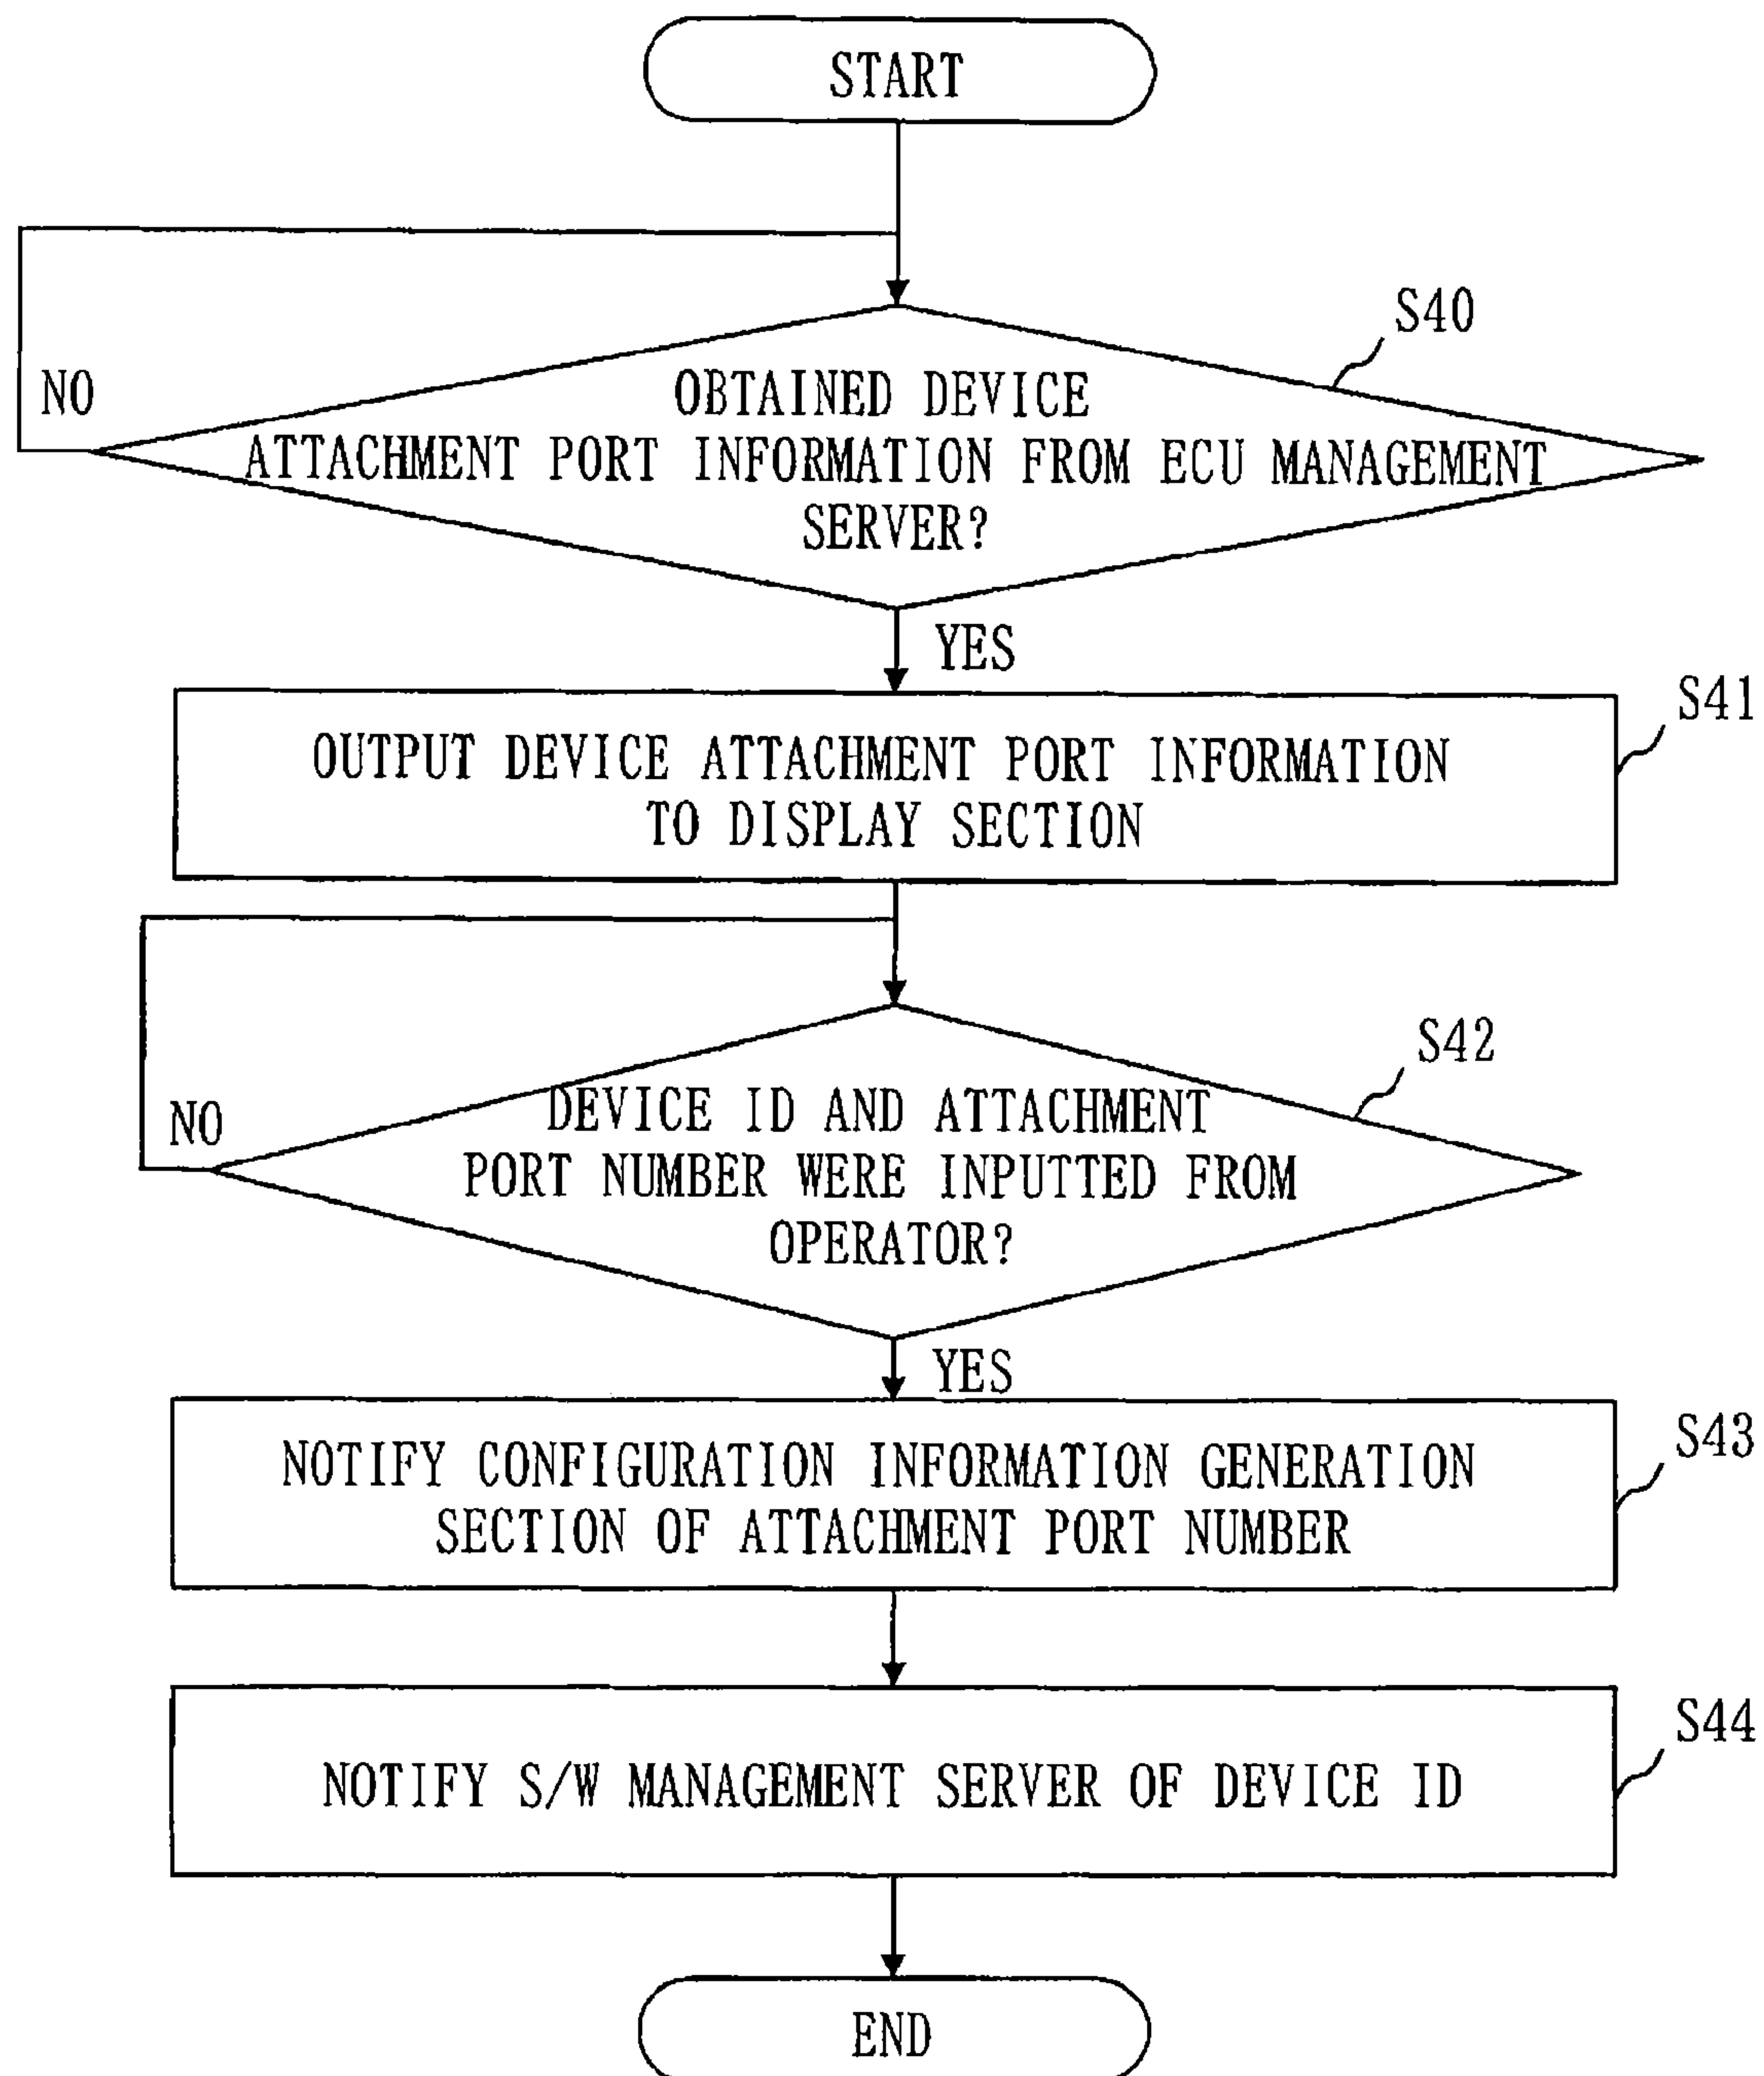 START
S40
NO
OBTAINED DEVICE
ATTACHMENT PORT INFORMATION FROM ECU MANAGEMENT
SERVER?
YES
S41
OUTPUT DEVICE ATTACHMENT PORT INFORMATION
TO DISPLAY SECTION
S42
NO
DEVICE ID AND ATTACHMENT
PORT NUMBER WERE INPUTTED FROM
OPERATOR?
YES
S43
NOTIFY CONFIGURATION INFORMATION GENERATION
SECTION OF ATTACHMENT PORT NUMBER
S44
NOTIFY S/W MANAGEMENT SERVER OF DEVICE ID
END